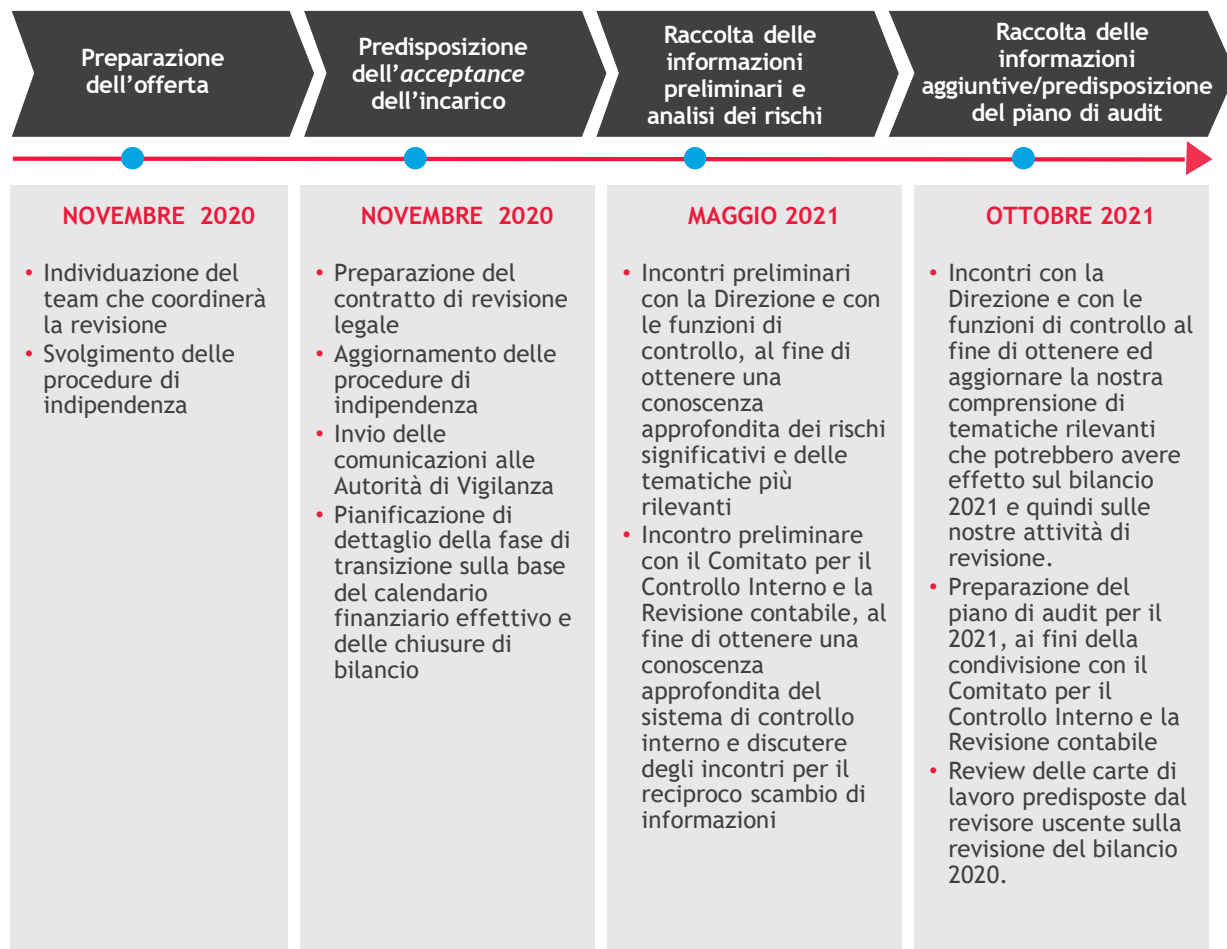 Preparazione
dell'offerta
Predisposizione
dell'acceptance
dell'incarico
Raccolta delle
informazioni
preliminari e
analisi dei rischi
Raccolta delle
informazioni
aggiuntive/predisposizione
del piano di audit
NOVEMBRE 2020
• Individuazione del
team che coordinerà
la revisione
• Svolgimento delle
procedure di
indipendenza
NOVEMBRE 2020
• Preparazione del
contratto di revisione
legale
• Aggiornamento delle
procedure di
indipendenza
• Invio delle
comunicazioni alle
Autorità di Vigilanza
• Pianificazione di
dettaglio della fase di
transizione sulla base
del calendario
finanziario effettivo e
delle chiusure di
bilancio
MAGGIO 2021
• Incontri preliminari
con la Direzione e con
le funzioni di
controllo, al fine di
ottenere una
conoscenza
approfondita dei rischi
significativi e delle
tematiche più
rilevanti
• Incontro preliminare
con il Comitato per il
Controllo Interno e la
Revisione contabile, al
fine di ottenere una
conoscenza
approfondita del
sistema di controllo
interno e discutere
degli incontri per il
reciproco scambio di
informazioni
OTTOBRE 2021
• Incontri con la
Direzione e con le
funzioni di controllo al
fine di ottenere ed
aggiornare la nostra
comprensione di
tematiche rilevanti
che potrebbero avere
effetto sul bilancio
2021 e quindi sulle
nostre attività di
revisione.
• Preparazione del
piano di audit per il
2021, ai fini della
condivisione con il
Comitato per il
Controllo Interno e la
Revisione contabile
• Review delle carte di
lavoro predisposte dal
revisore uscente sulla
revisione del bilancio
2020.